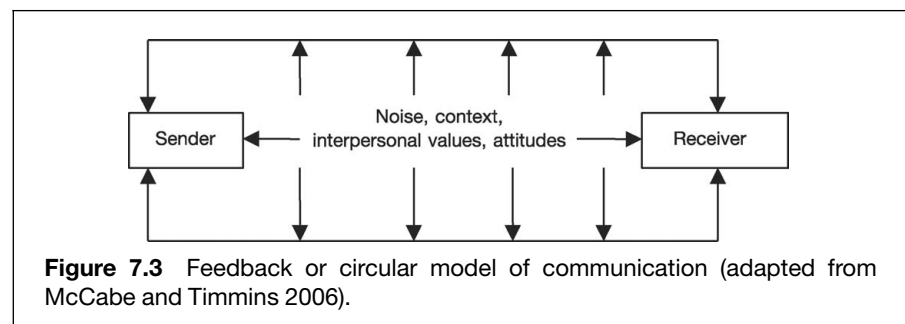 Noise, context,
Sender
interpersonal values, attitudes
Receiver
Figure 7.3 Feedback or circular model of communication (adapted from
McCabe and Timmins 2006).